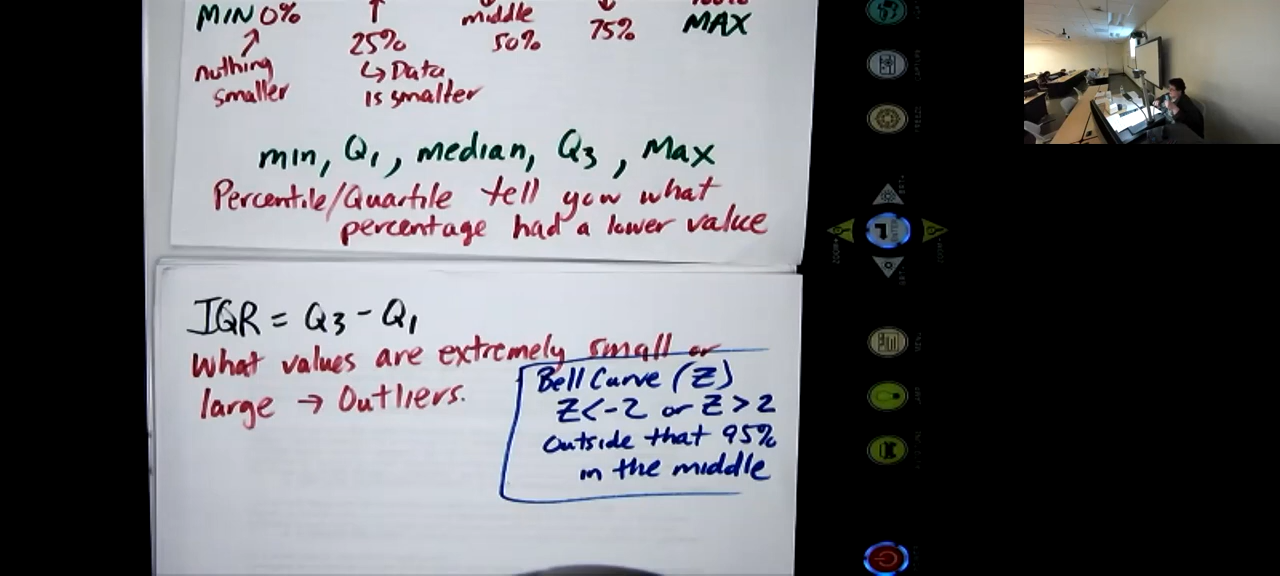 MIN 0% ↑ middle ↓ 100%
25% 50% 75% MAX
nothing ↳ Data
smaller is smaller
min, Q1, median, Q3, Max
Percentile/Quartile tell you what
percentage had a lower value
IQR = Q3 - Q1
What values are extremely small or
large → Outliers.
Bell Curve (Z)
Z<-2 or Z>2
Outside that 95%
in the middle